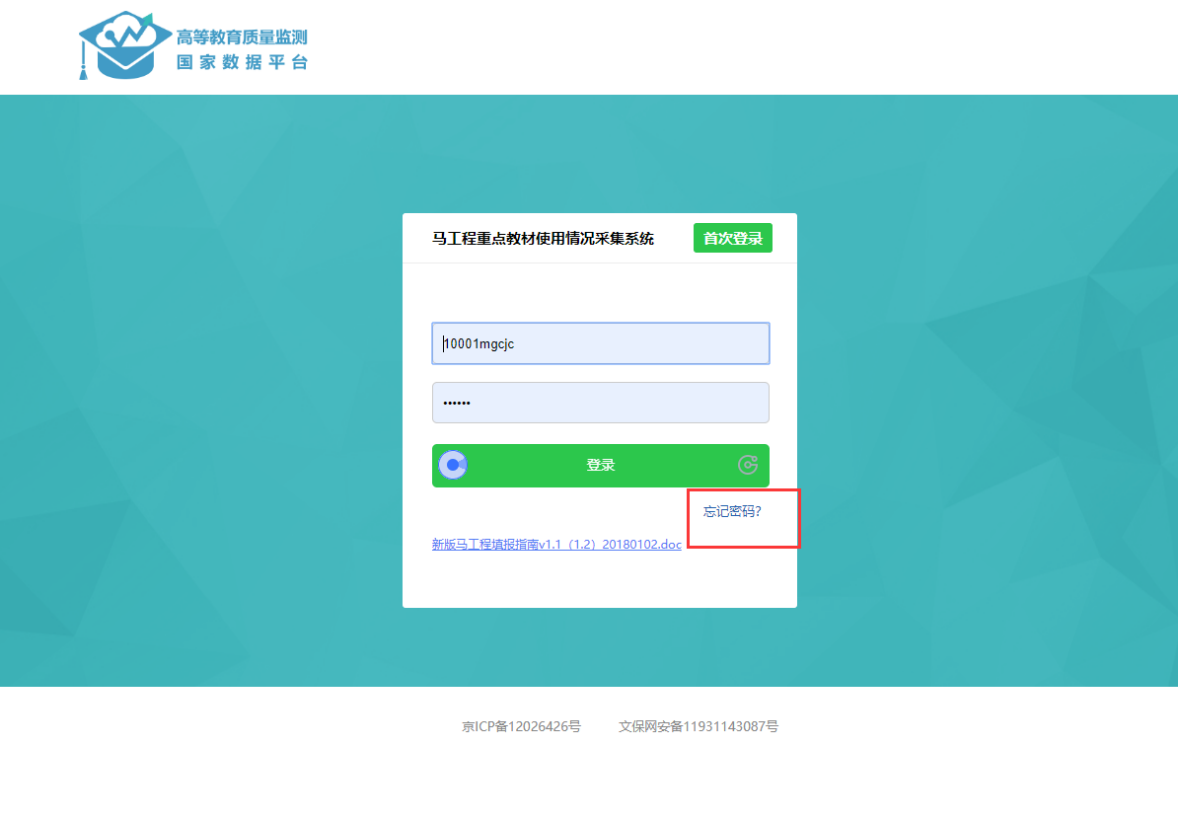 高等教育质量监测
国家数据平台
马工程重点教材使用情况采集系统 首次登录
10001mgcjc
••••••
登录
忘记密码?
新版马工程填报指南v1.1（1.2）20180102.doc
京ICP备12026426号 文保网安备11931143087号